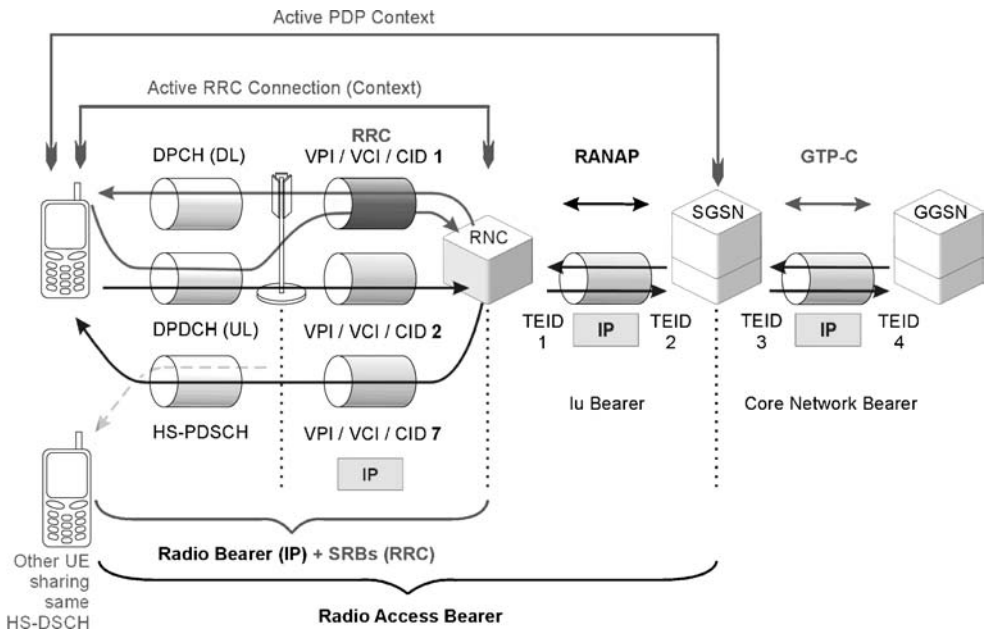 Active PDP Context
Active RRC Connection (Context)
DPCH (DL)
RRC
VPI / VCI / CID 1
RANAP
GTP-C
RNC
SGSN
GGSN
DPDCH (UL)
VPI / VCI / CID 2
TEID
1
IP
TEID
2
TEID
3
IP
TEID
4
HS-PDSCH
VPI / VCI / CID 7
Iu Bearer
Core Network Bearer
IP
Radio Bearer (IP) + SRBs (RRC)
Other UE
sharing
same
HS-DSCH
Radio Access Bearer